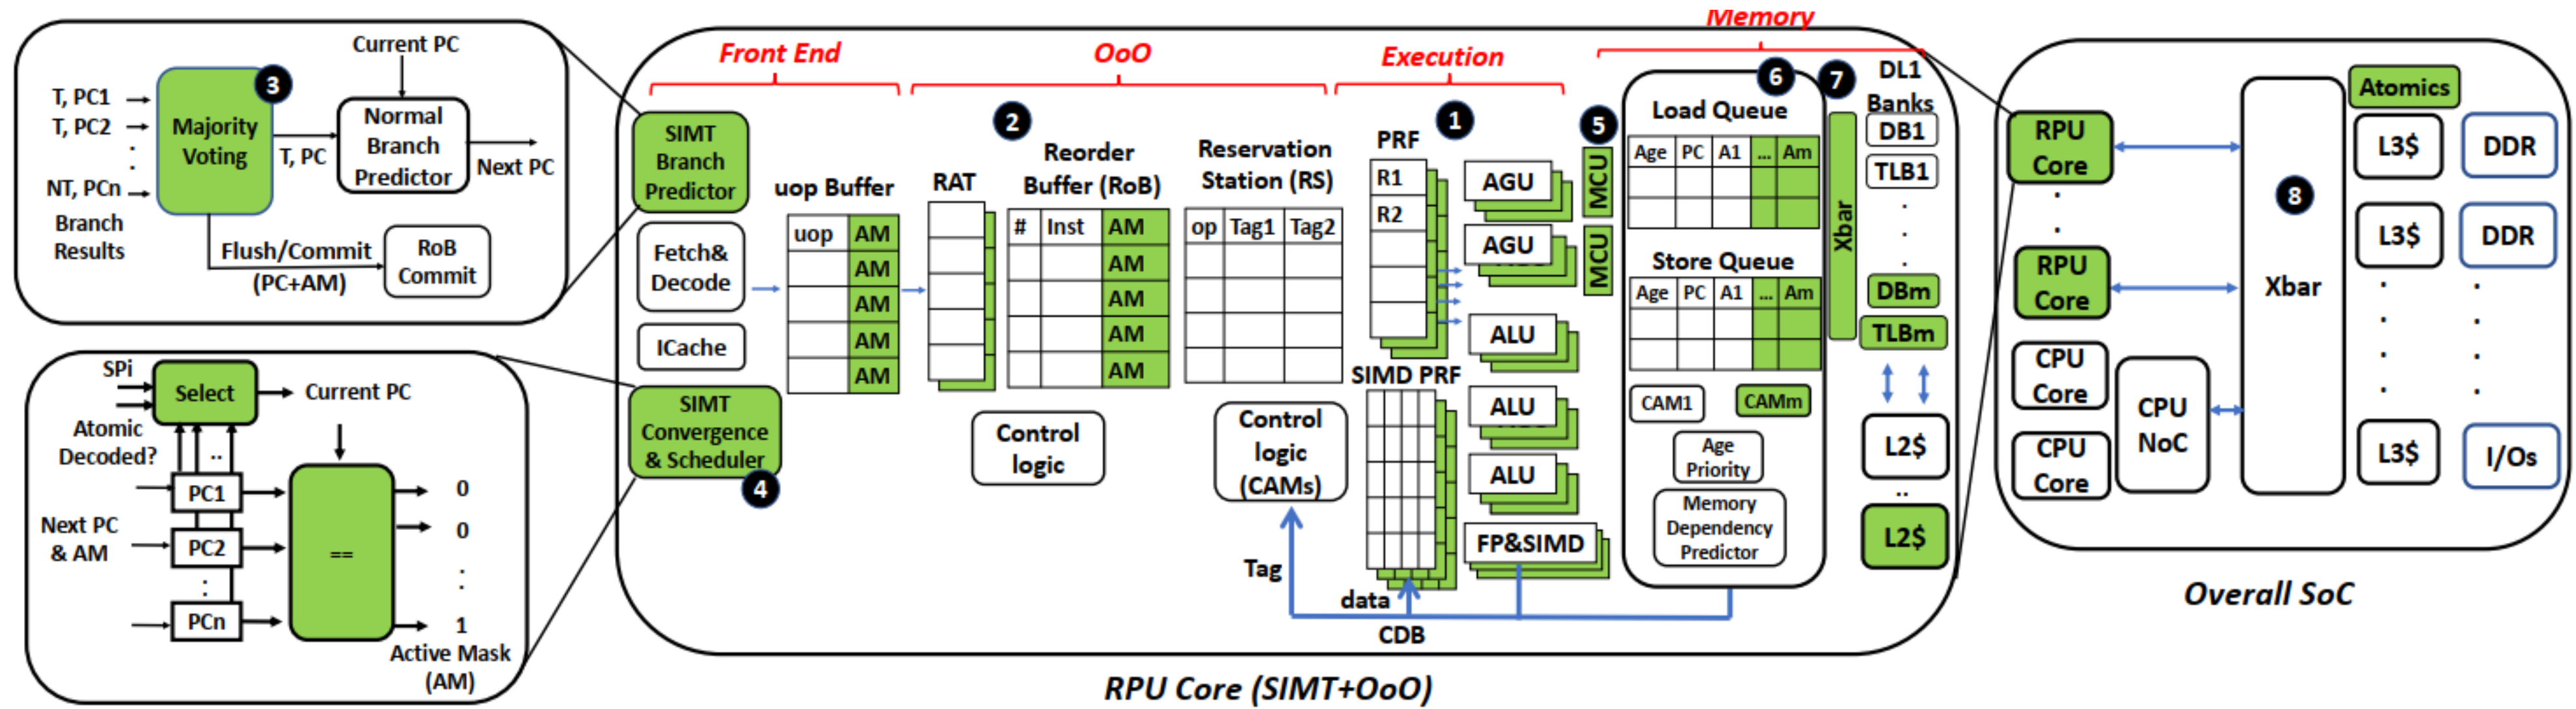 Current PC
T, PC1
T, PC2
.
.
NT, PCn
Branch
Results
Majority
Voting
3
T, PC
Normal
Branch
Predictor
Next PC
Flush/Commit
(PC+AM)
RoB
Commit
SPi
Select
Current PC
Atomic
Decoded?
..
Next PC
& AM
PC1
PC2
:
PCn
==
0
0
:
1
Active Mask
(AM)
Front End
OoO
Execution
Memory
SIMT
Branch
Predictor
Fetch&
Decode
ICache
SIMT
Convergence
& Scheduler
4
uop Buffer
uop AM
AM
AM
AM
AM
RAT
2
Reorder
Buffer (RoB)
# Inst AM
AM
AM
AM
AM
Control
logic
Reservation
Station (RS)
op Tag1 Tag2
Control
logic
(CAMs)
Tag
1
PRF
R1
R2
SIMD PRF
data
CDB
AGU
AGU
ALU
ALU
ALU
FP&SIMD
5
MCU
MCU
6
Load Queue
Age PC A1 ... Am
Store Queue
Age PC A1 ... Am
CAM1
CAMm
Age
Priority
Memory
Dependency
Predictor
7
Xbar
DL1
Banks
DB1
TLB1
.
.
.
DBm
TLBm
L2$
..
L2$
RPU Core (SIMT+OoO)
RPU
Core
.
.
RPU
Core
CPU
Core
CPU
Core
CPU
NoC
8
Xbar
Atomics
L3$
DDR
L3$
DDR
.
.
.
.
.
.
.
.
L3$
I/Os
Overall SoC